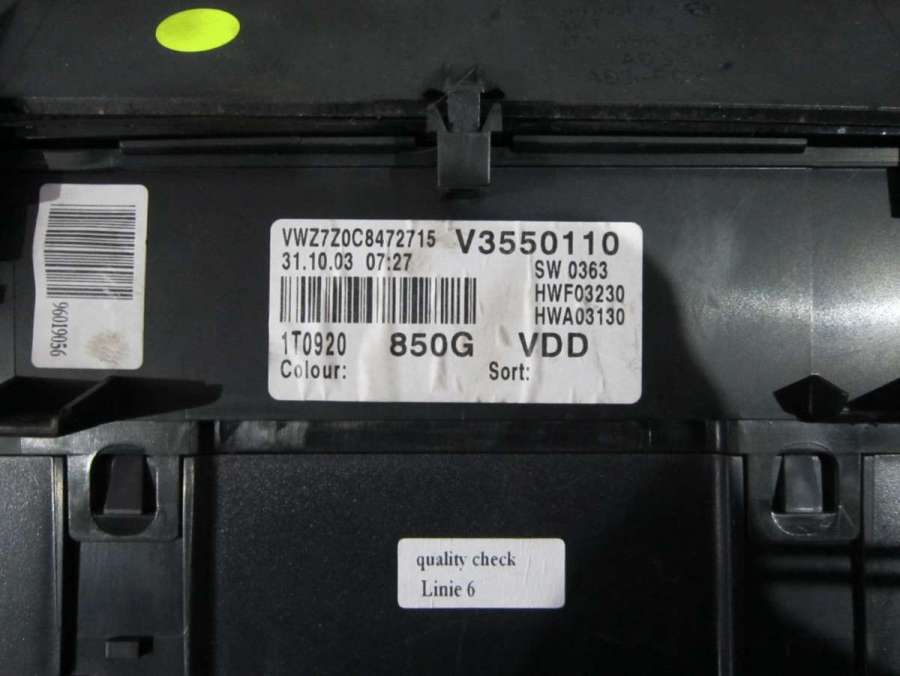 VWZ7Z0C8472715 V3550110
31.10.03 07:27 SW 0363
HWF03230
HWA03130
1T0920 850G VDD
Colour: Sort:
96019056
quality check
Linie 6